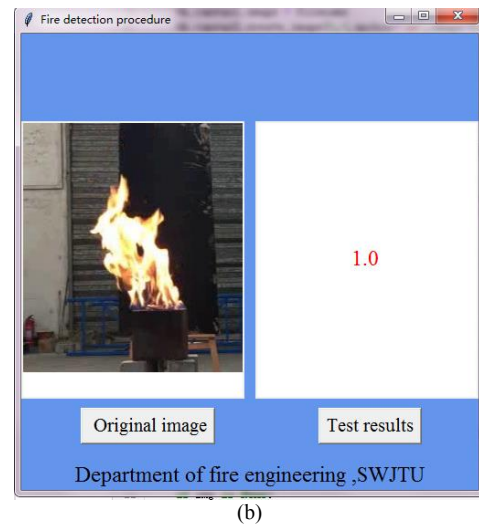 Fire detection procedure
1.0
Original image
Test results
Department of fire engineering ,SWJTU
(b)